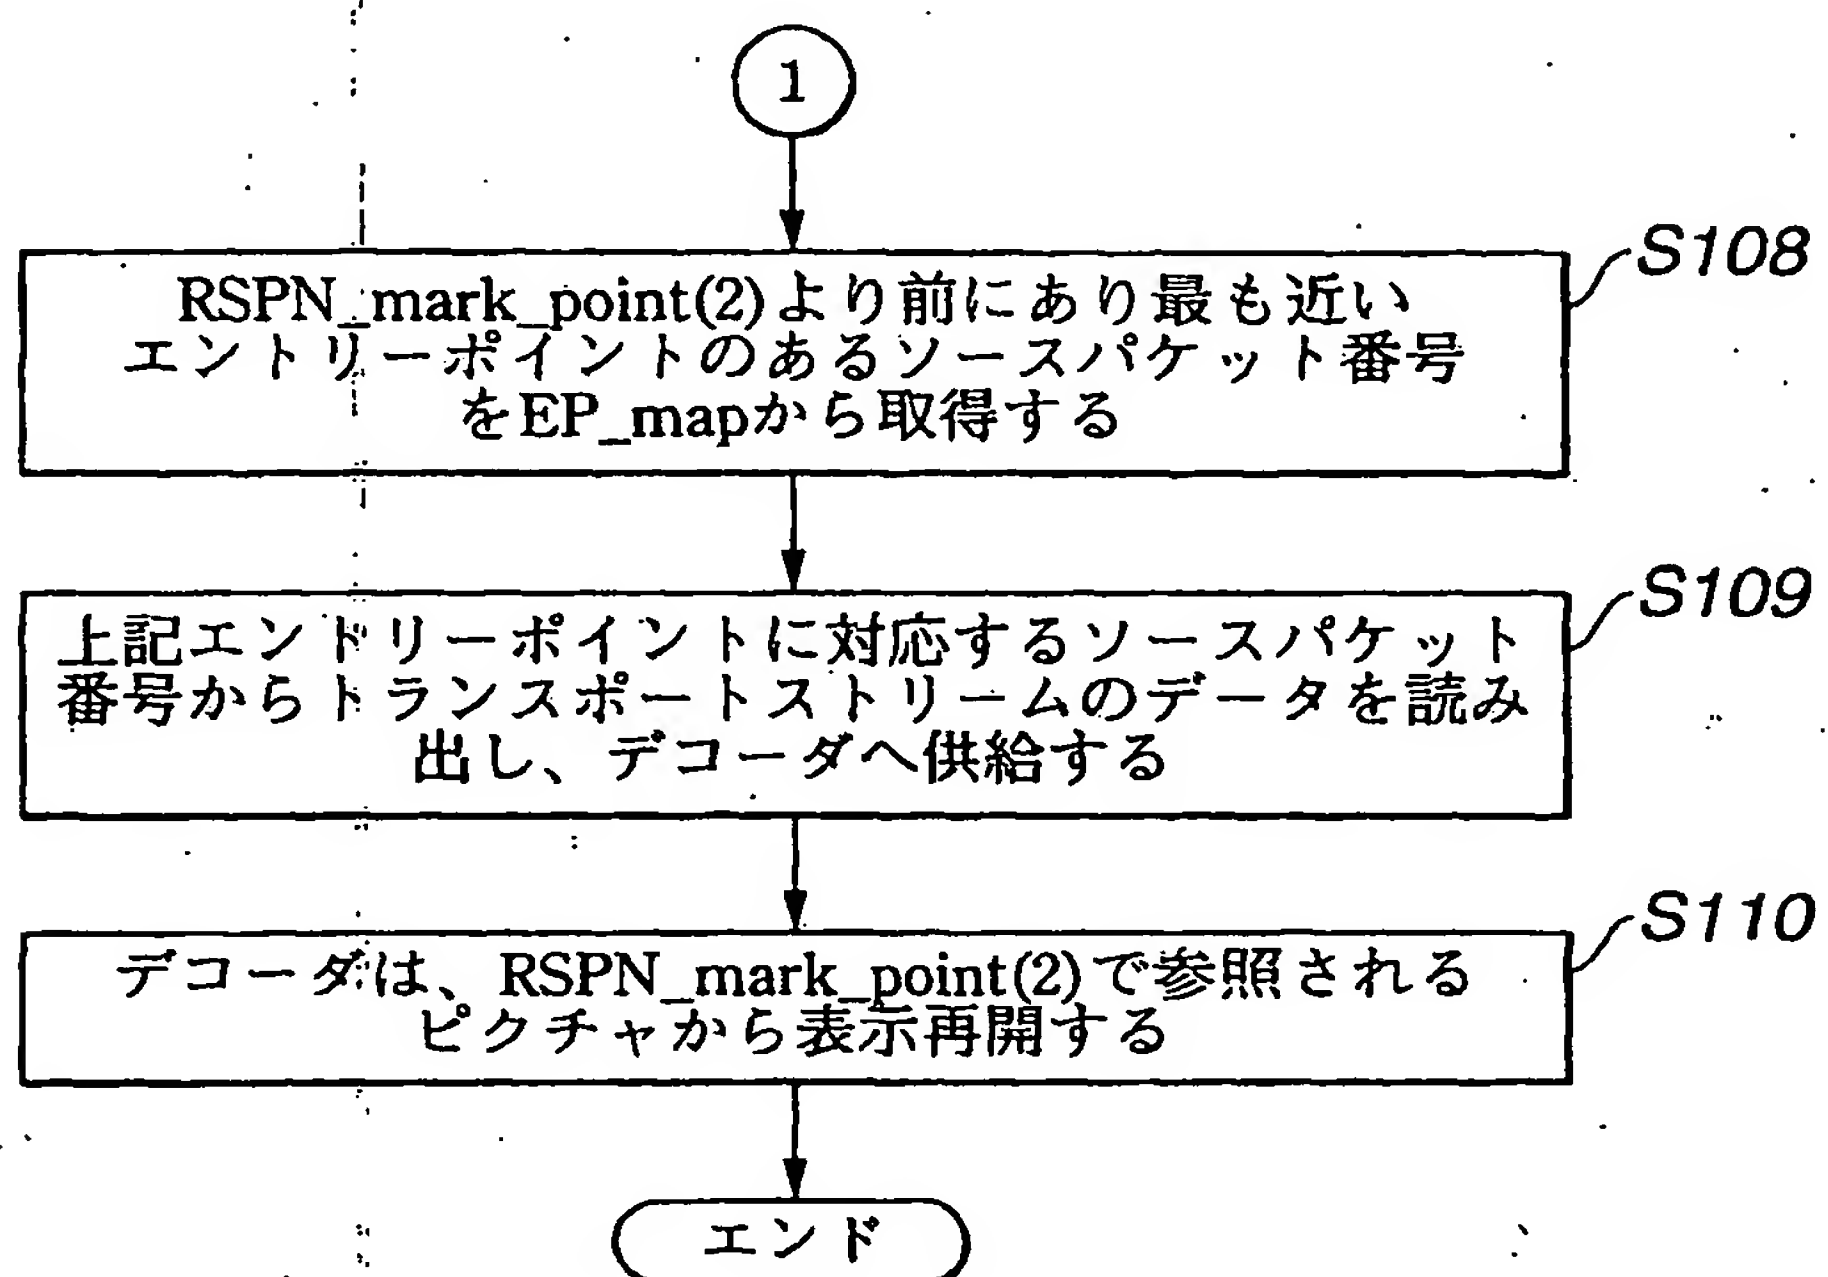 1
S108
RSPN_mark_point(2)より前にあり最も近い
エントリーポイントのあるソースパケット番号
をEP_mapから取得する
S109
上記エントリーポイントに対応するソースパケット
番号からトランスポートストリームのデータを読み
出し、デコーダへ供給する
S110
デコーダは、RSPN_mark_point(2)で参照される
ピクチャから表示再開する
エンド